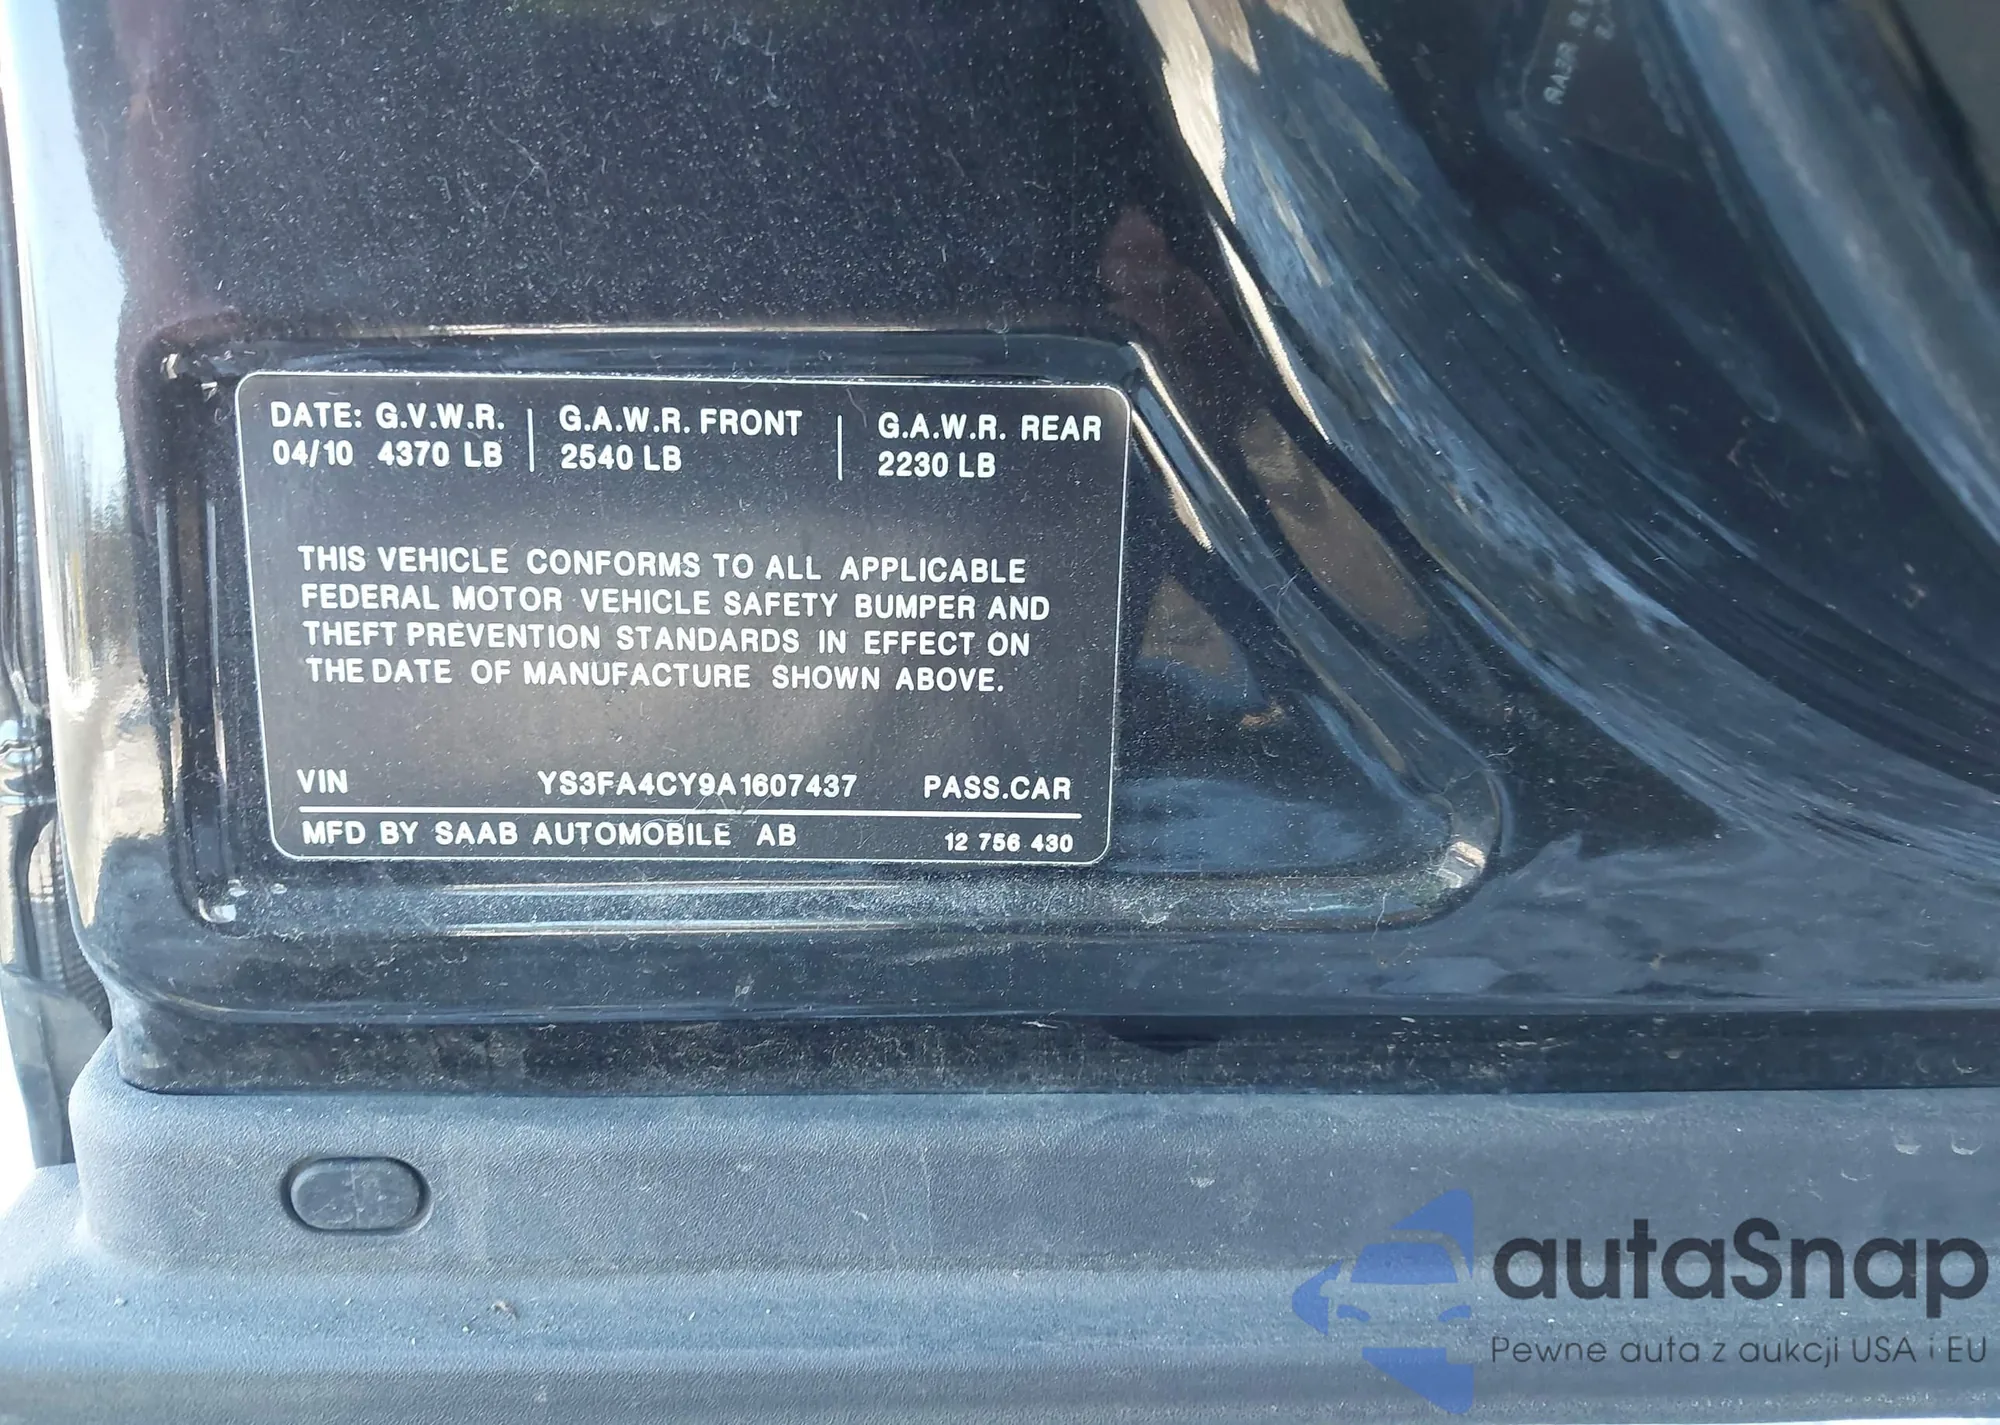 DATE: G.V.W.R. G.A.W.R. FRONT G.A.W.R. REAR
04/10 4370 LB 2540 LB 2230 LB
THIS VEHICLE CONFORMS TO ALL APPLICABLE
FEDERAL MOTOR VEHICLE SAFETY BUMPER AND
THEFT PREVENTION STANDARDS IN EFFECT ON
THE DATE OF MANUFACTURE SHOWN ABOVE.
VIN YS3FA4CY9A1607437 PASS.CAR
MFD BY SAAB AUTOMOBILE AB 12 756 430
autaSnap
Pewne auta z aukcji USA i EU